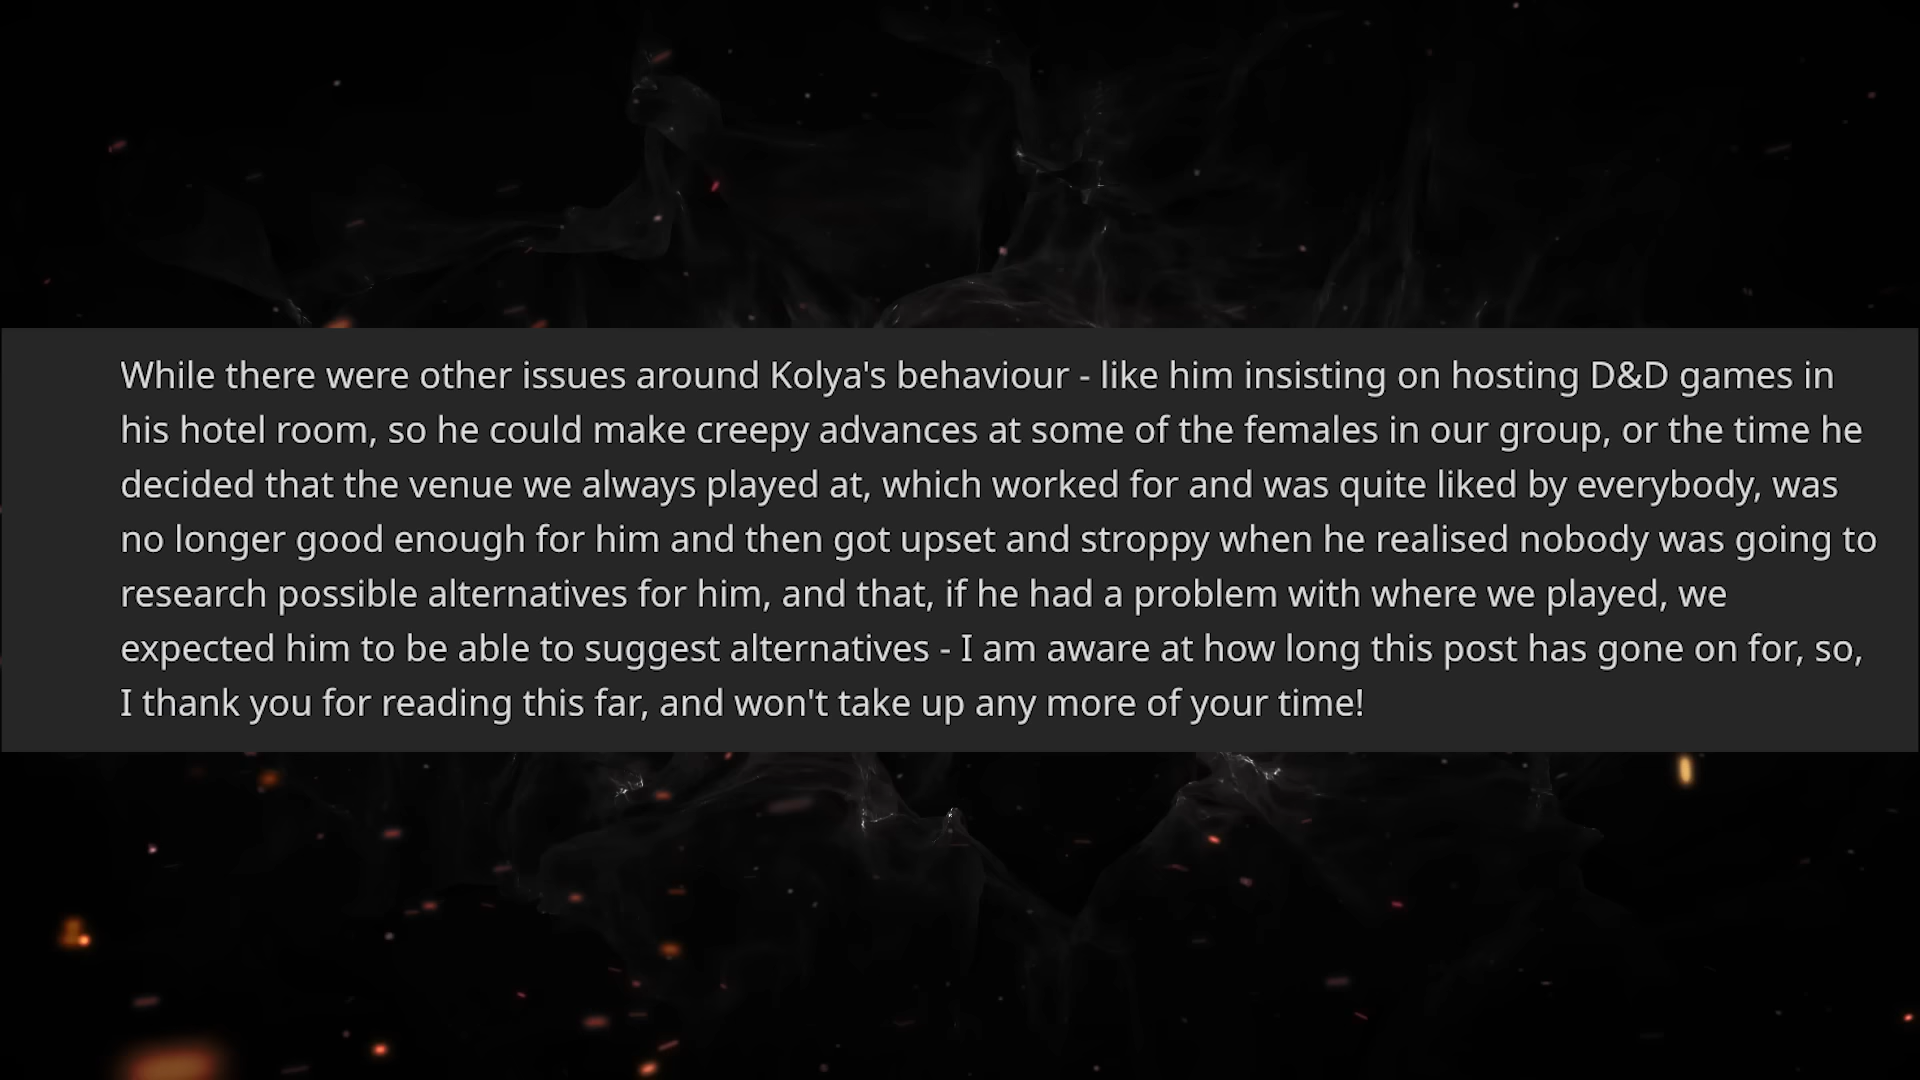 While there were other issues around Kolya's behaviour - like him insisting on hosting D&D games in
his hotel room, so he could make creepy advances at some of the females in our group, or the time he
decided that the venue we always played at, which worked for and was quite liked by everybody, was
no longer good enough for him and then got upset and stroppy when he realised nobody was going to
research possible alternatives for him, and that, if he had a problem with where we played, we
expected him to be able to suggest alternatives - I am aware at how long this post has gone on for, so,
I thank you for reading this far, and won't take up any more of your time!